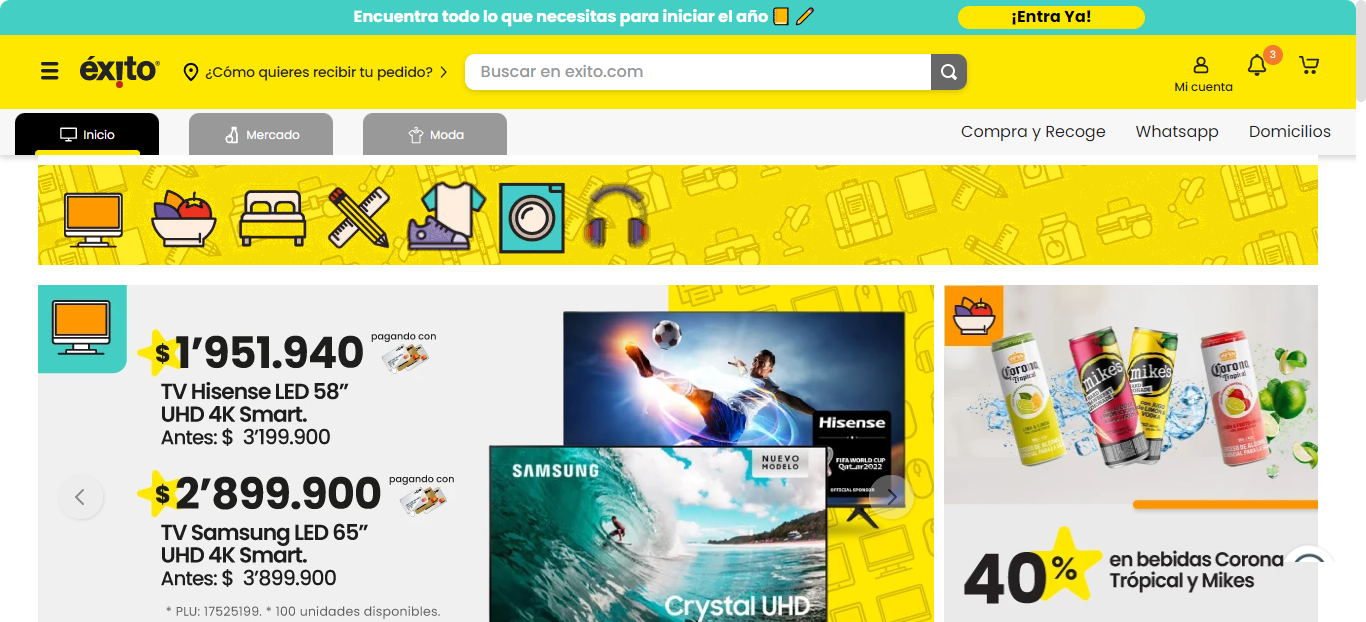 Encuentra todo lo que necesitas para iniciar el año
¡Entra Ya!
éxito
¿Cómo quieres recibir tu pedido?
Buscar en exito.com
Mi cuenta
3
Inicio
Mercado
Moda
Compra y Recoge
Whatsapp
Domicilios
$1’951.940
pagando con
TV Hisense LED 58”
UHD 4K Smart.
Antes: $ 3’199.900
$2’899.900
pagando con
TV Samsung LED 65”
UHD 4K Smart.
Antes: $ 3’899.900
* PLU: 17525199. * 100 unidades disponibles.
Hisense
FIFA WORLD CUP
Qatar2022
OFFICIAL SPONSOR
SAMSUNG
NUEVO
MODELO
Crystal UHD
Corona
Tropical
mike's
HARD
LEMONADE
mike's
HARD
LEMONADE
Corona
Tropical
40%
en bebidas Corona
Trópical y Mikes